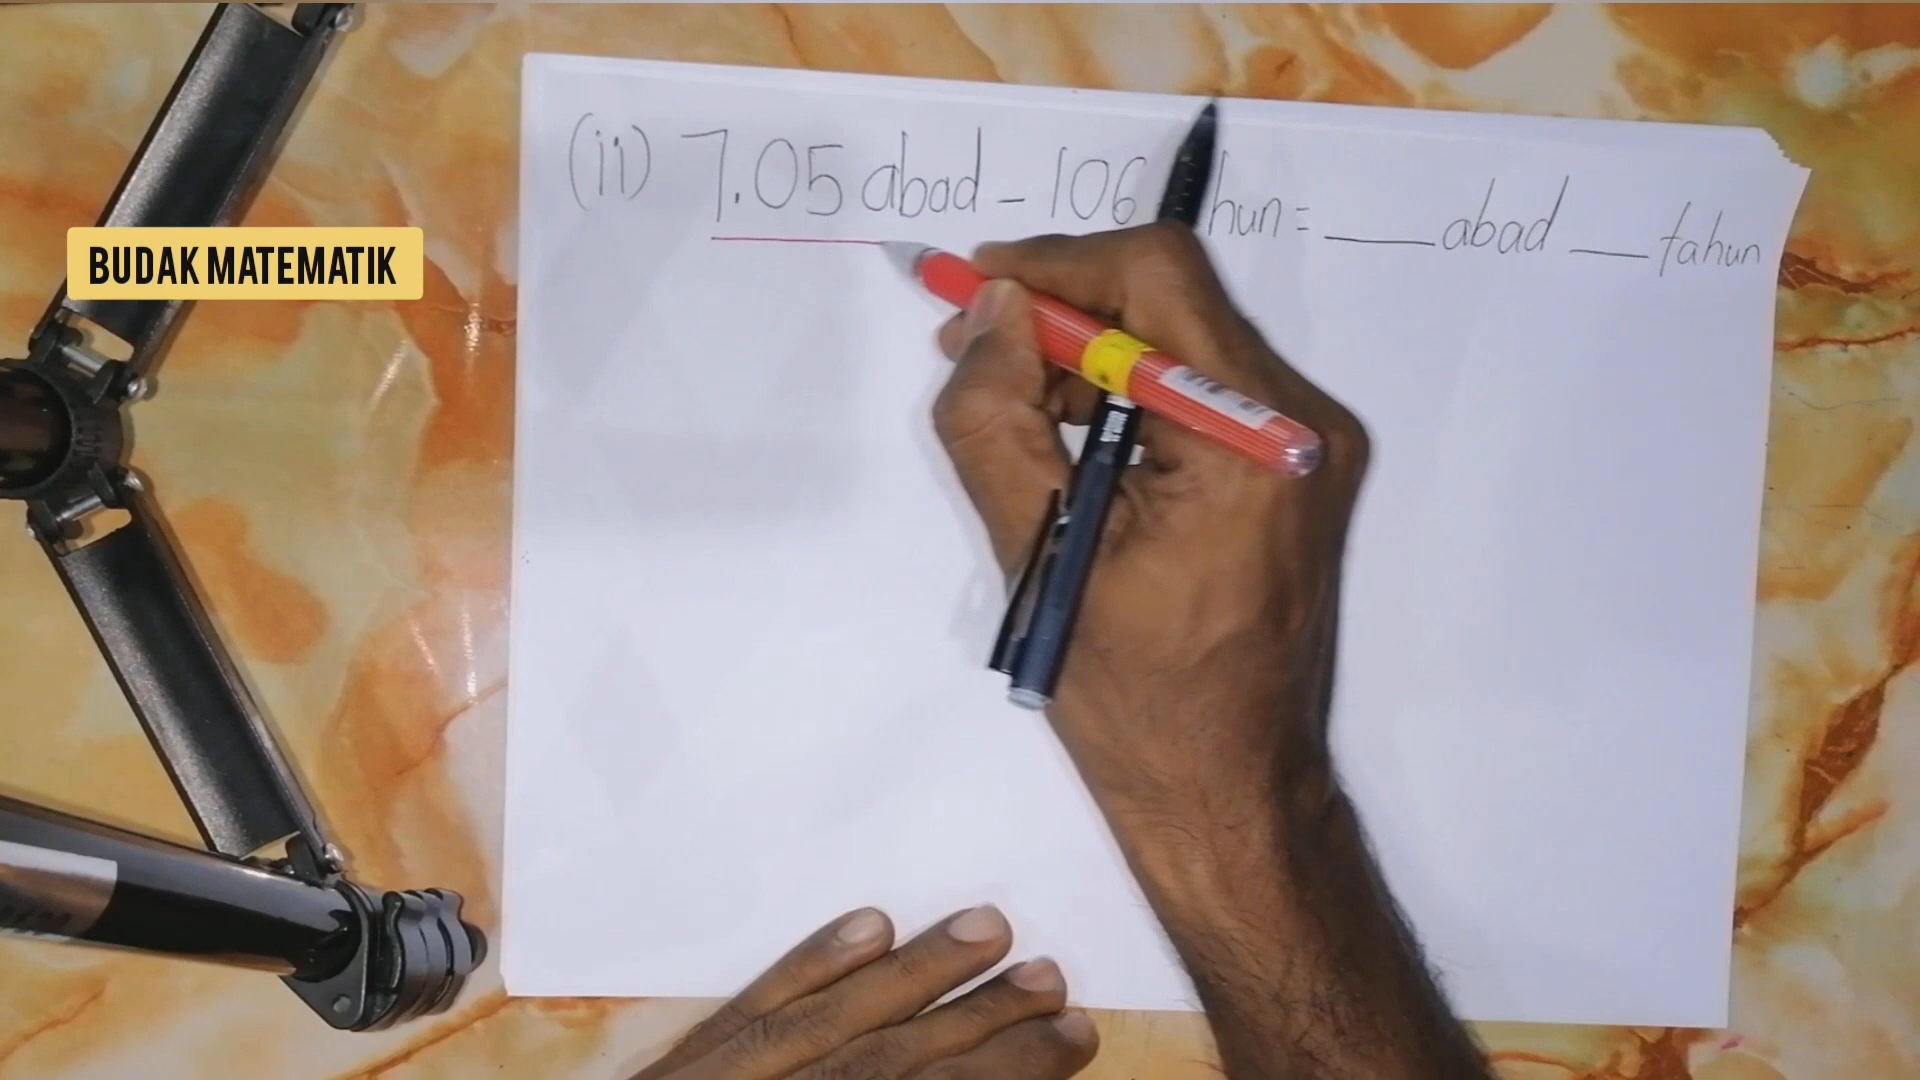 (ii) 7.05 abad - 106 hun = ___ abad ___ tahun
BUDAK MATEMATIK